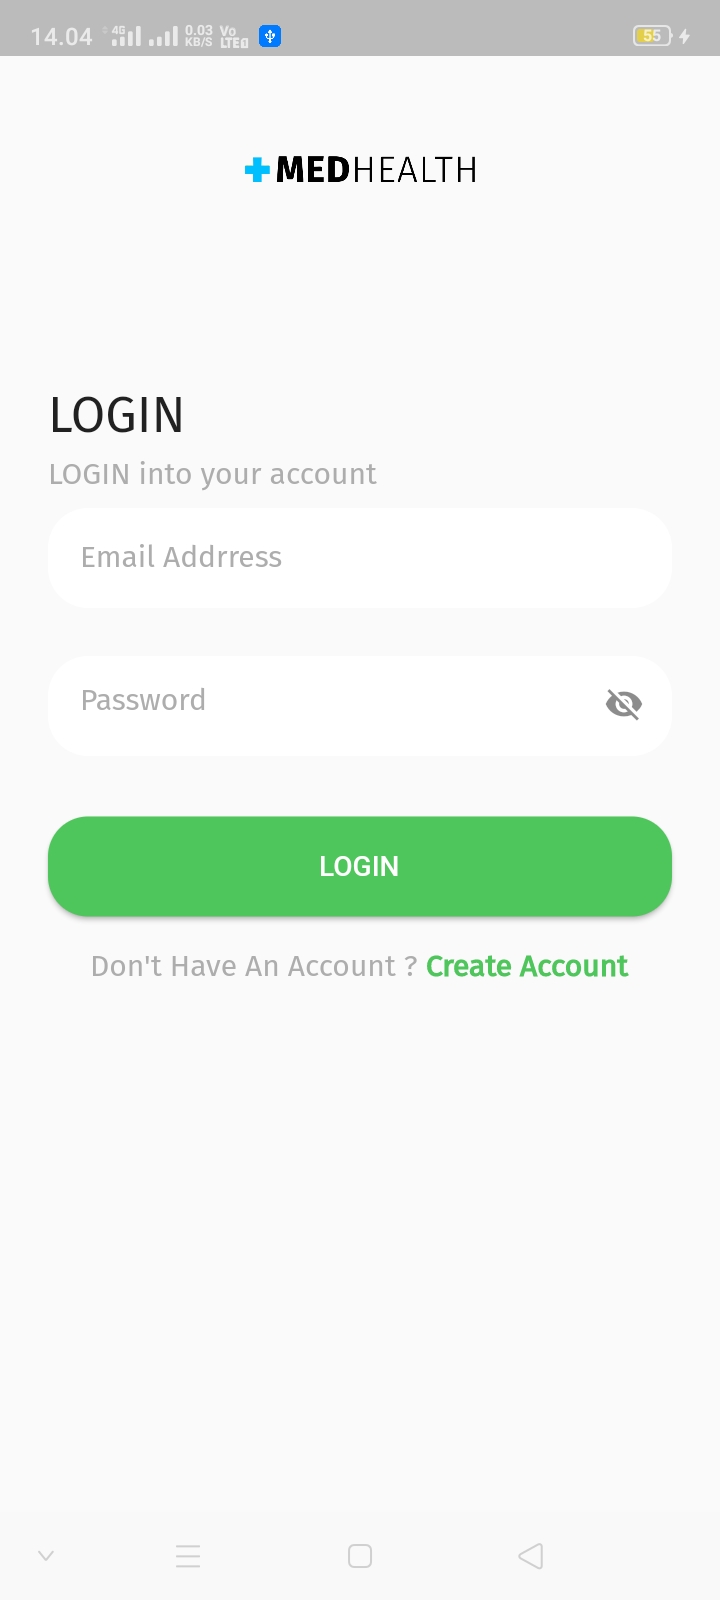 14.04 4G 0.03 KB/S Vo LTE 55
MEDHEALTH
LOGIN
LOGIN into your account
Email Addrress
Password
LOGIN
Don't Have An Account ? Create Account